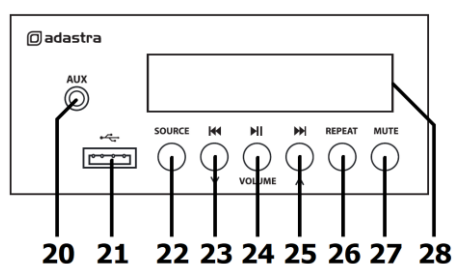 adastra
AUX
SOURCE REPEAT MUTE
VOLUME
20 21 22 23 24 25 26 27 28